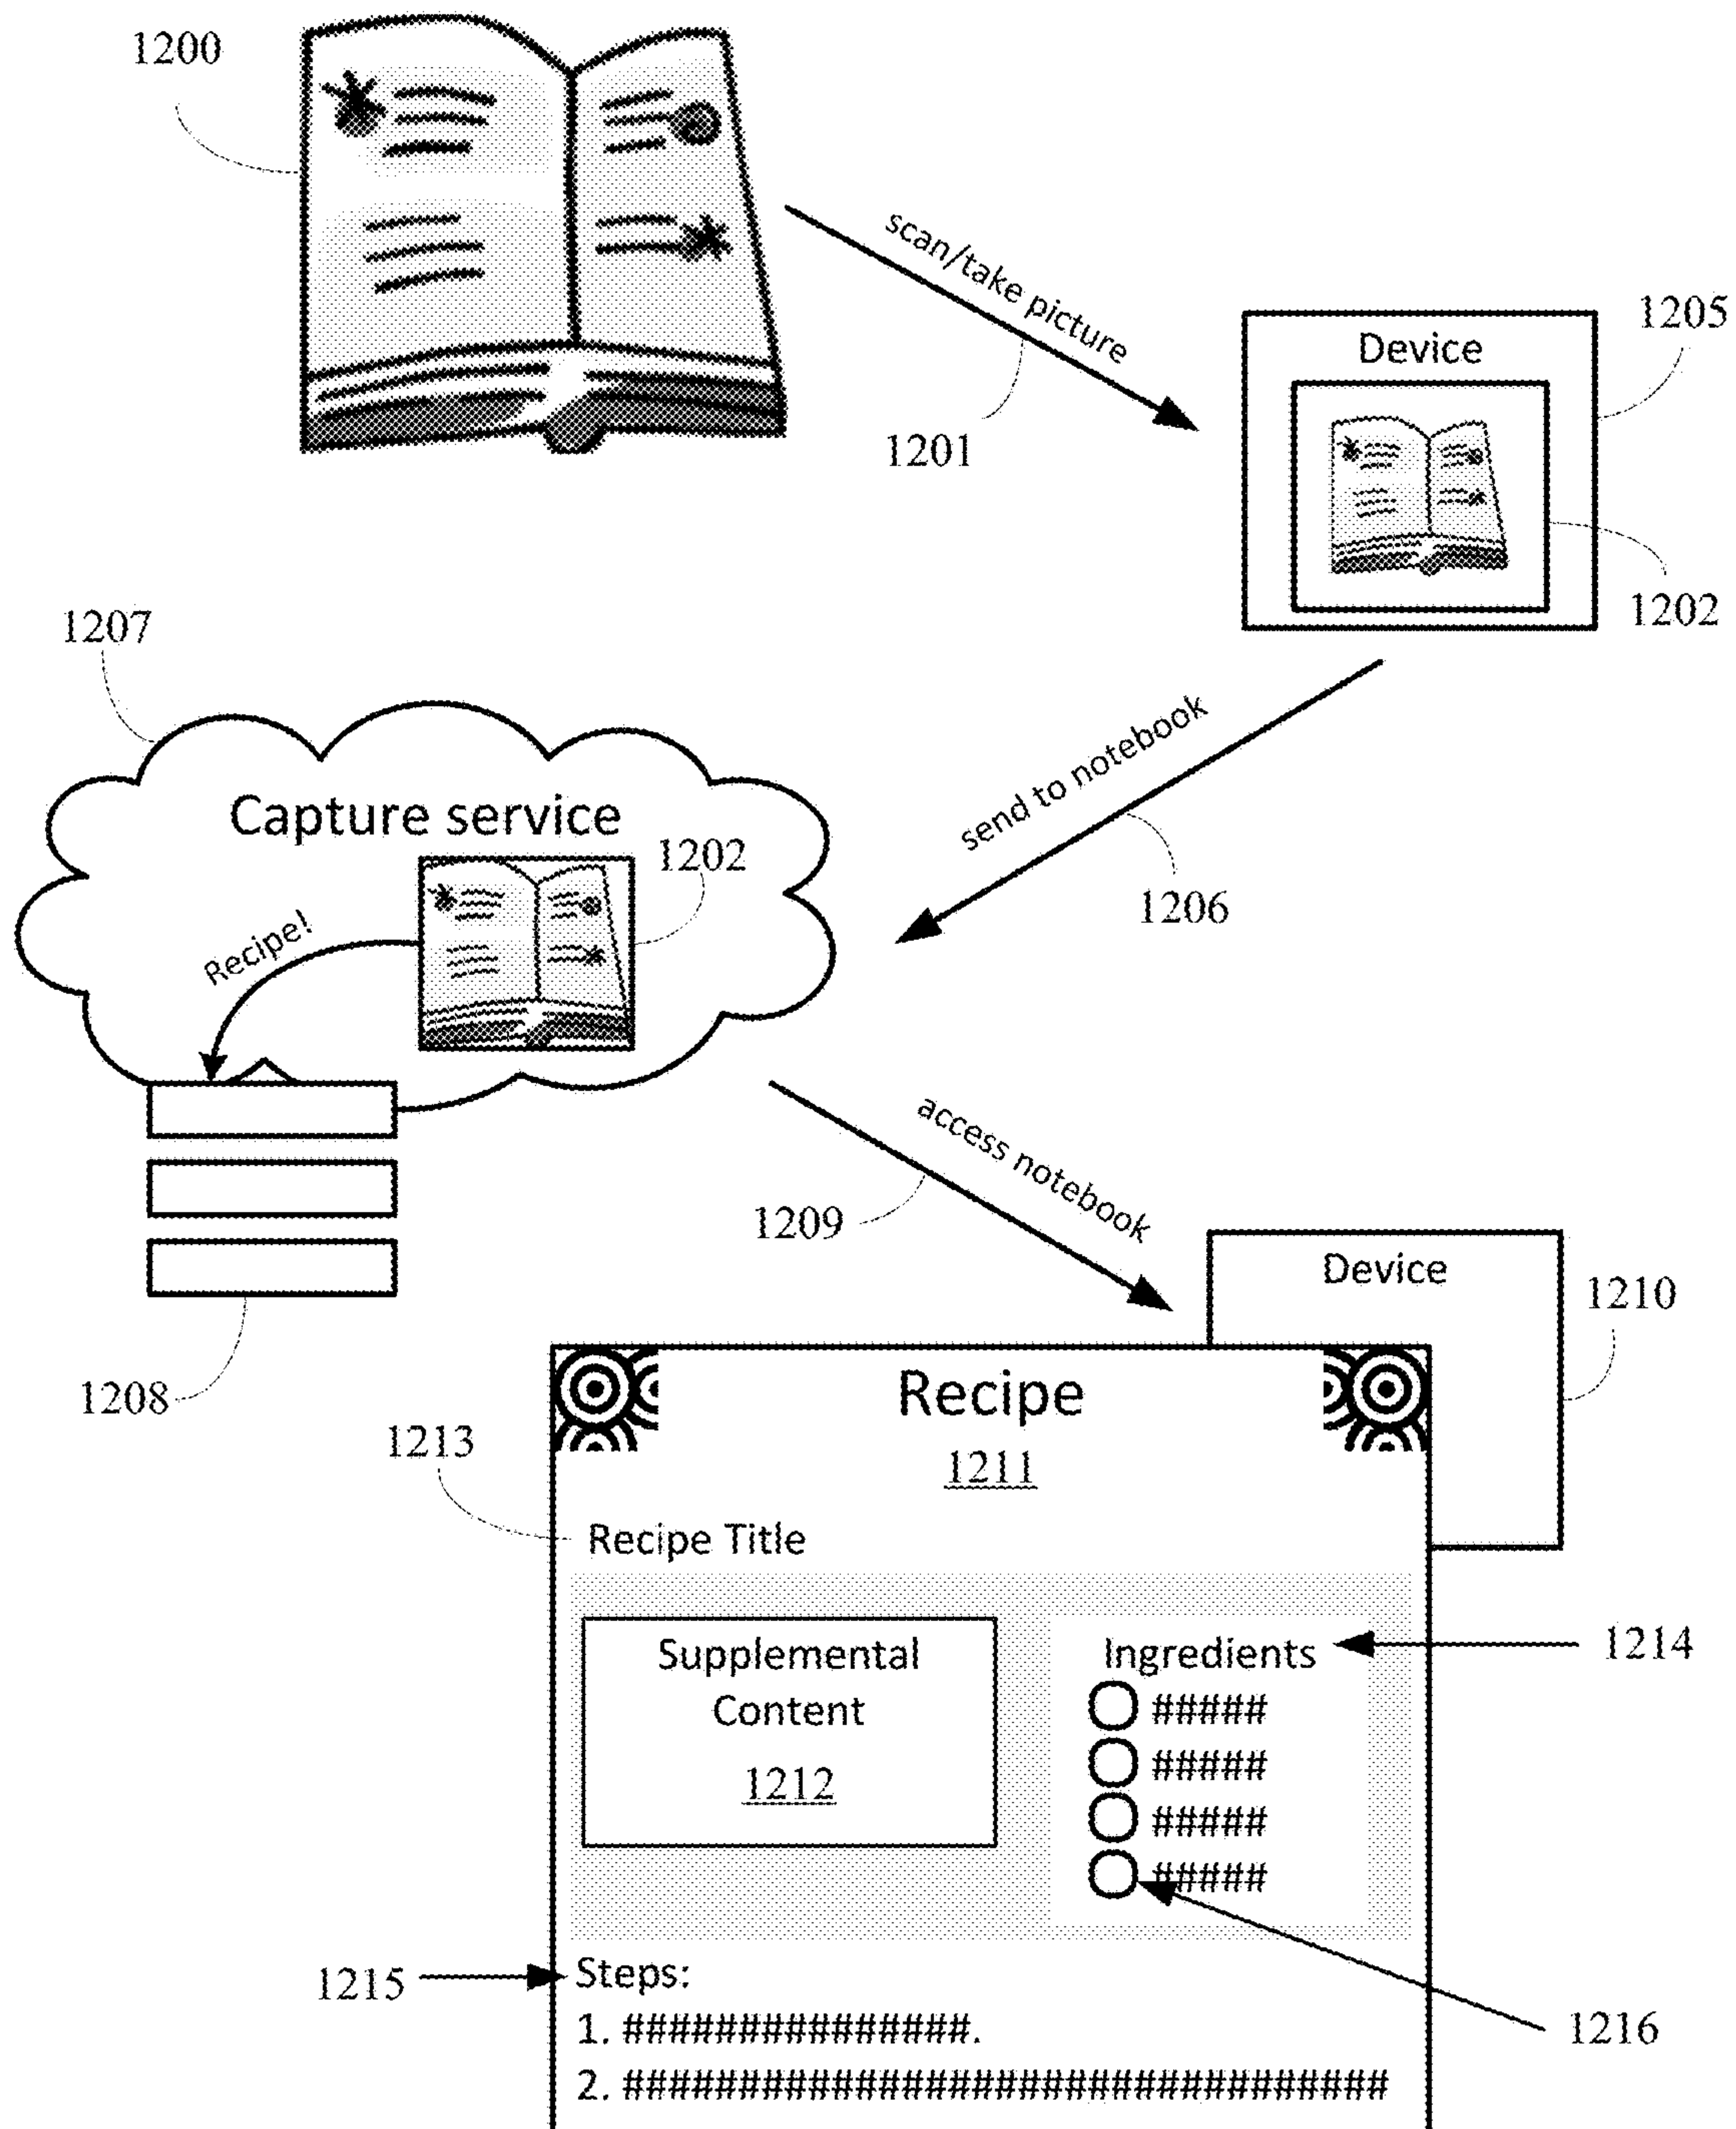 1200
scan/take picture
1201
Device
1205
1202
1207
Capture service
1202
Recipe!
send to notebook
1206
access notebook
1209
1208
Device
1210
Recipe
1211
1213
Recipe Title
Supplemental
Content
1212
Ingredients
1214
#####
#####
#####
#####
1216
1215
Steps:
1. ###############.
2. #################################